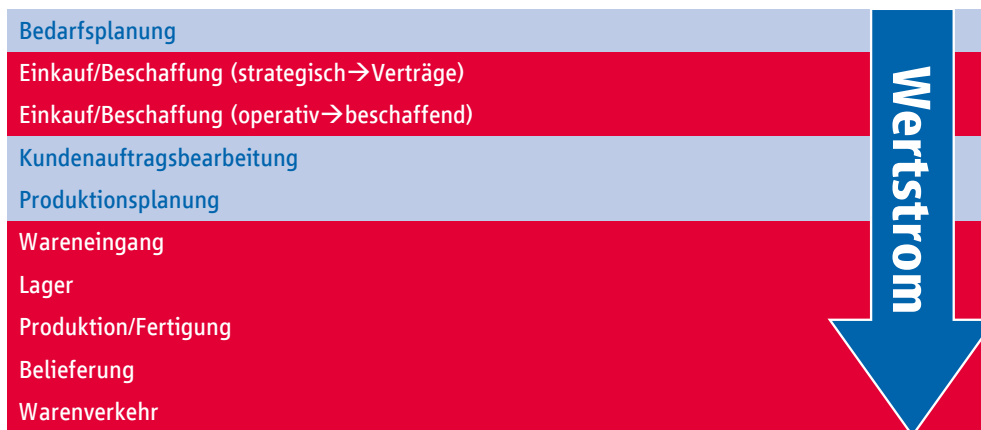 Bedarfsplanung
Einkauf/Beschaffung (strategisch→Verträge)
Einkauf/Beschaffung (operativ→beschaffend)
Kundenauftragsbearbeitung
Produktionsplanung
Wareneingang
Lager
Produktion/Fertigung
Belieferung
Warenverkehr
Wertstrom